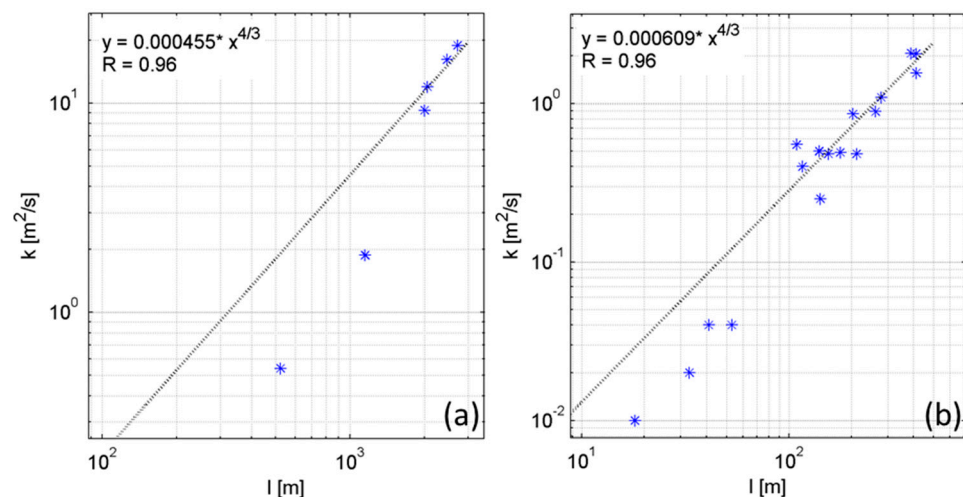 y = 0.000455* x^4/3
R = 0.96
10^1
10^0
k [m^2/s]
10^2
10^3
l [m]
(a)
y = 0.000609* x^4/3
R = 0.96
10^0
10^-1
10^-2
k [m^2/s]
10^1
10^2
l [m]
(b)